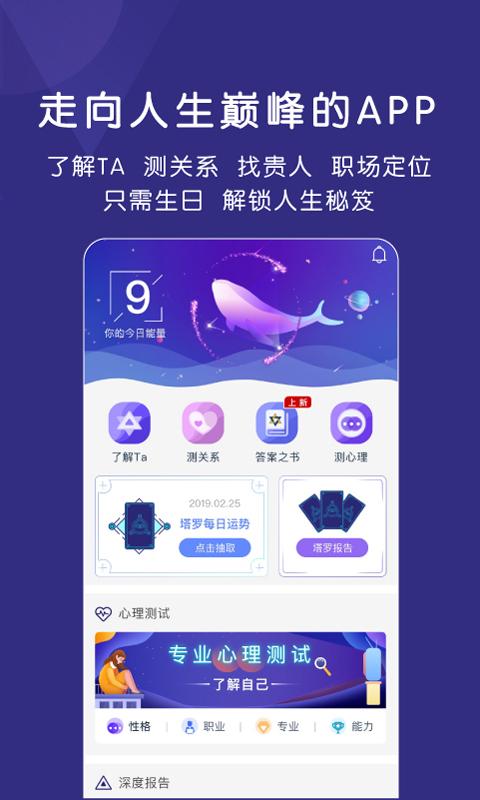 走向人生巅峰的APP
了解TA 测关系 找贵人 职场定位
只需生日 解锁人生秘笈
9
你的今日能量
上新
了解Ta 测关系 答案之书 测心理
2019.02.25
塔罗每日运势
点击抽取
塔罗报告
心理测试
专业心理测试
了解自己
性格 职业 专业 能力
深度报告